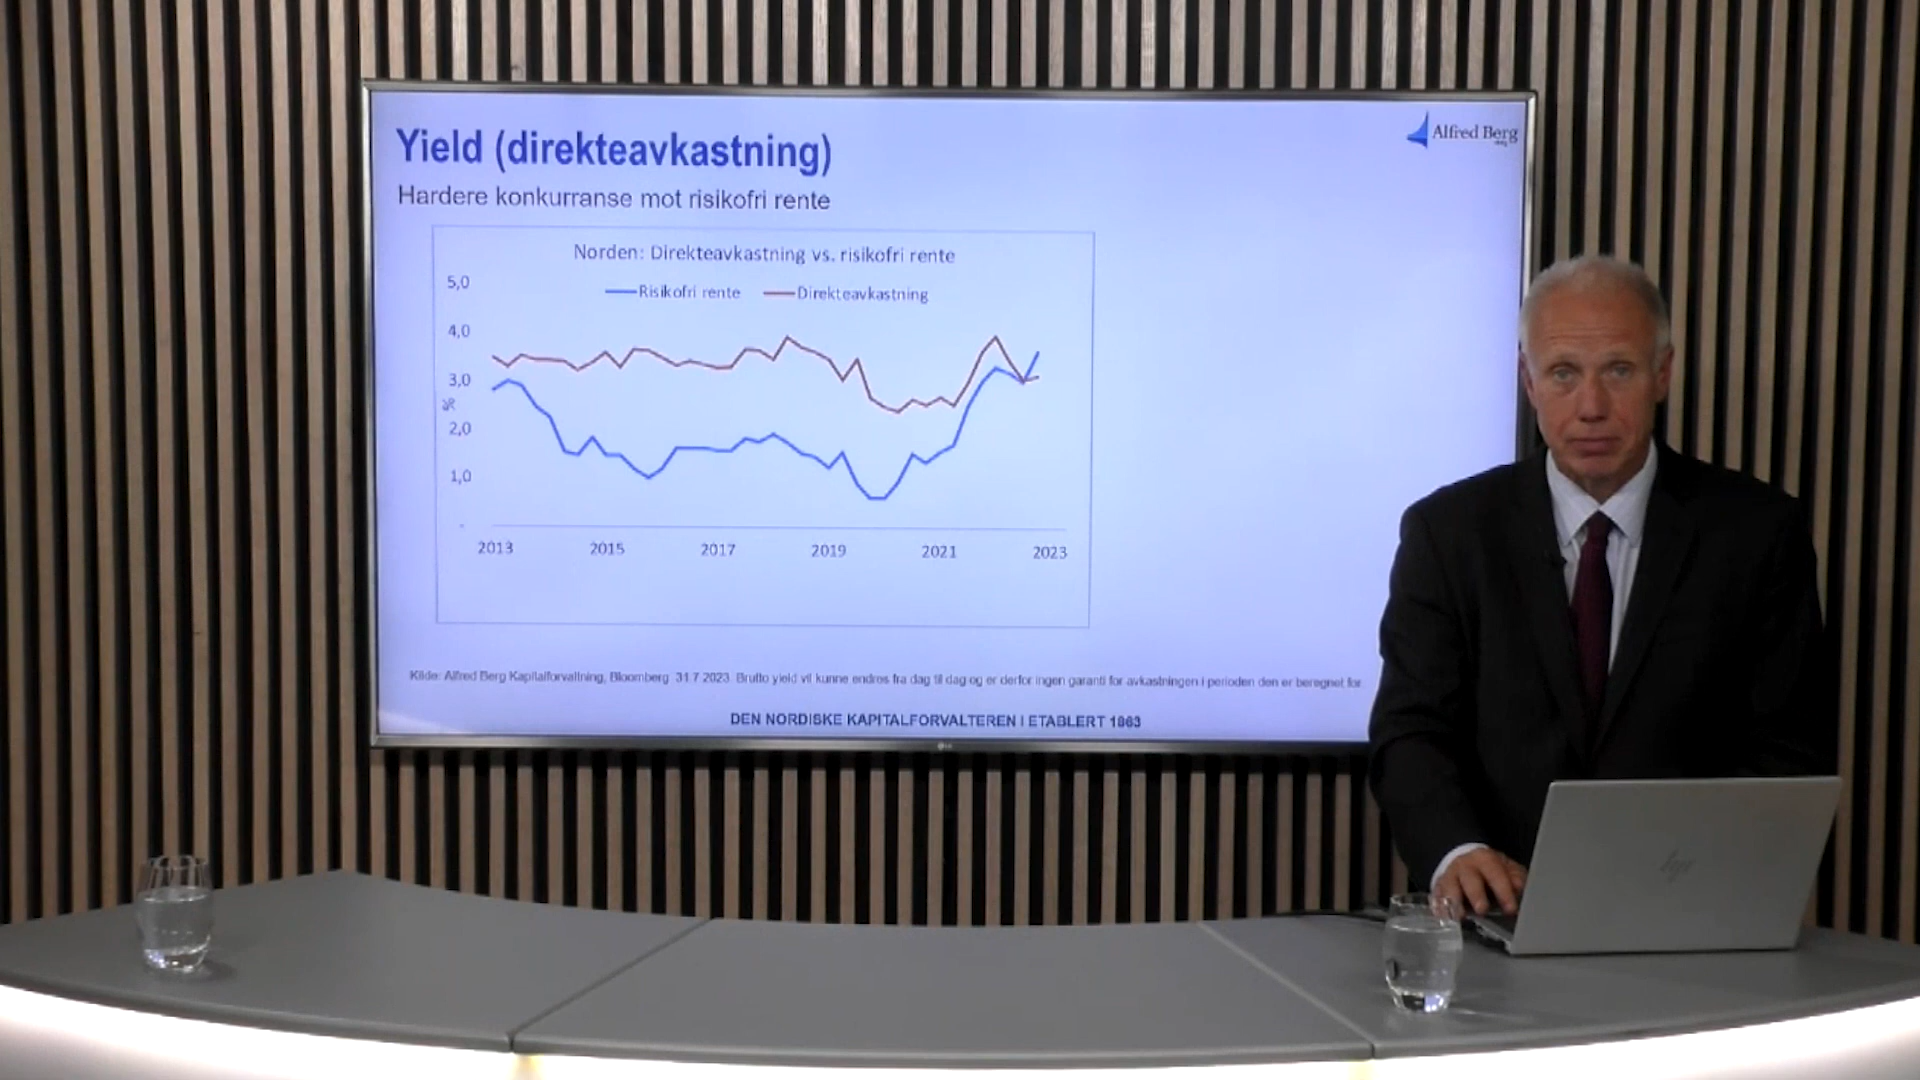 Yield (direkteavkastning)
Alfred Berg
Hardere konkurranse mot risikofri rente
Norden: Direkteavkastning vs. risikofri rente
Risikofri rente Direkteavkastning
5,0
4,0
3,0
%
2,0
1,0
-
2013 2015 2017 2019 2021 2023
Kilde: Alfred Berg Kapitalforvaltning, Bloomberg 31.7.2023. Brutto yield vil kunne endres fra dag til dag og er derfor ingen garanti for avkastningen i perioden den er beregnet for.
DEN NORDISKE KAPITALFORVALTEREN I ETABLERT 1863
LG
hp